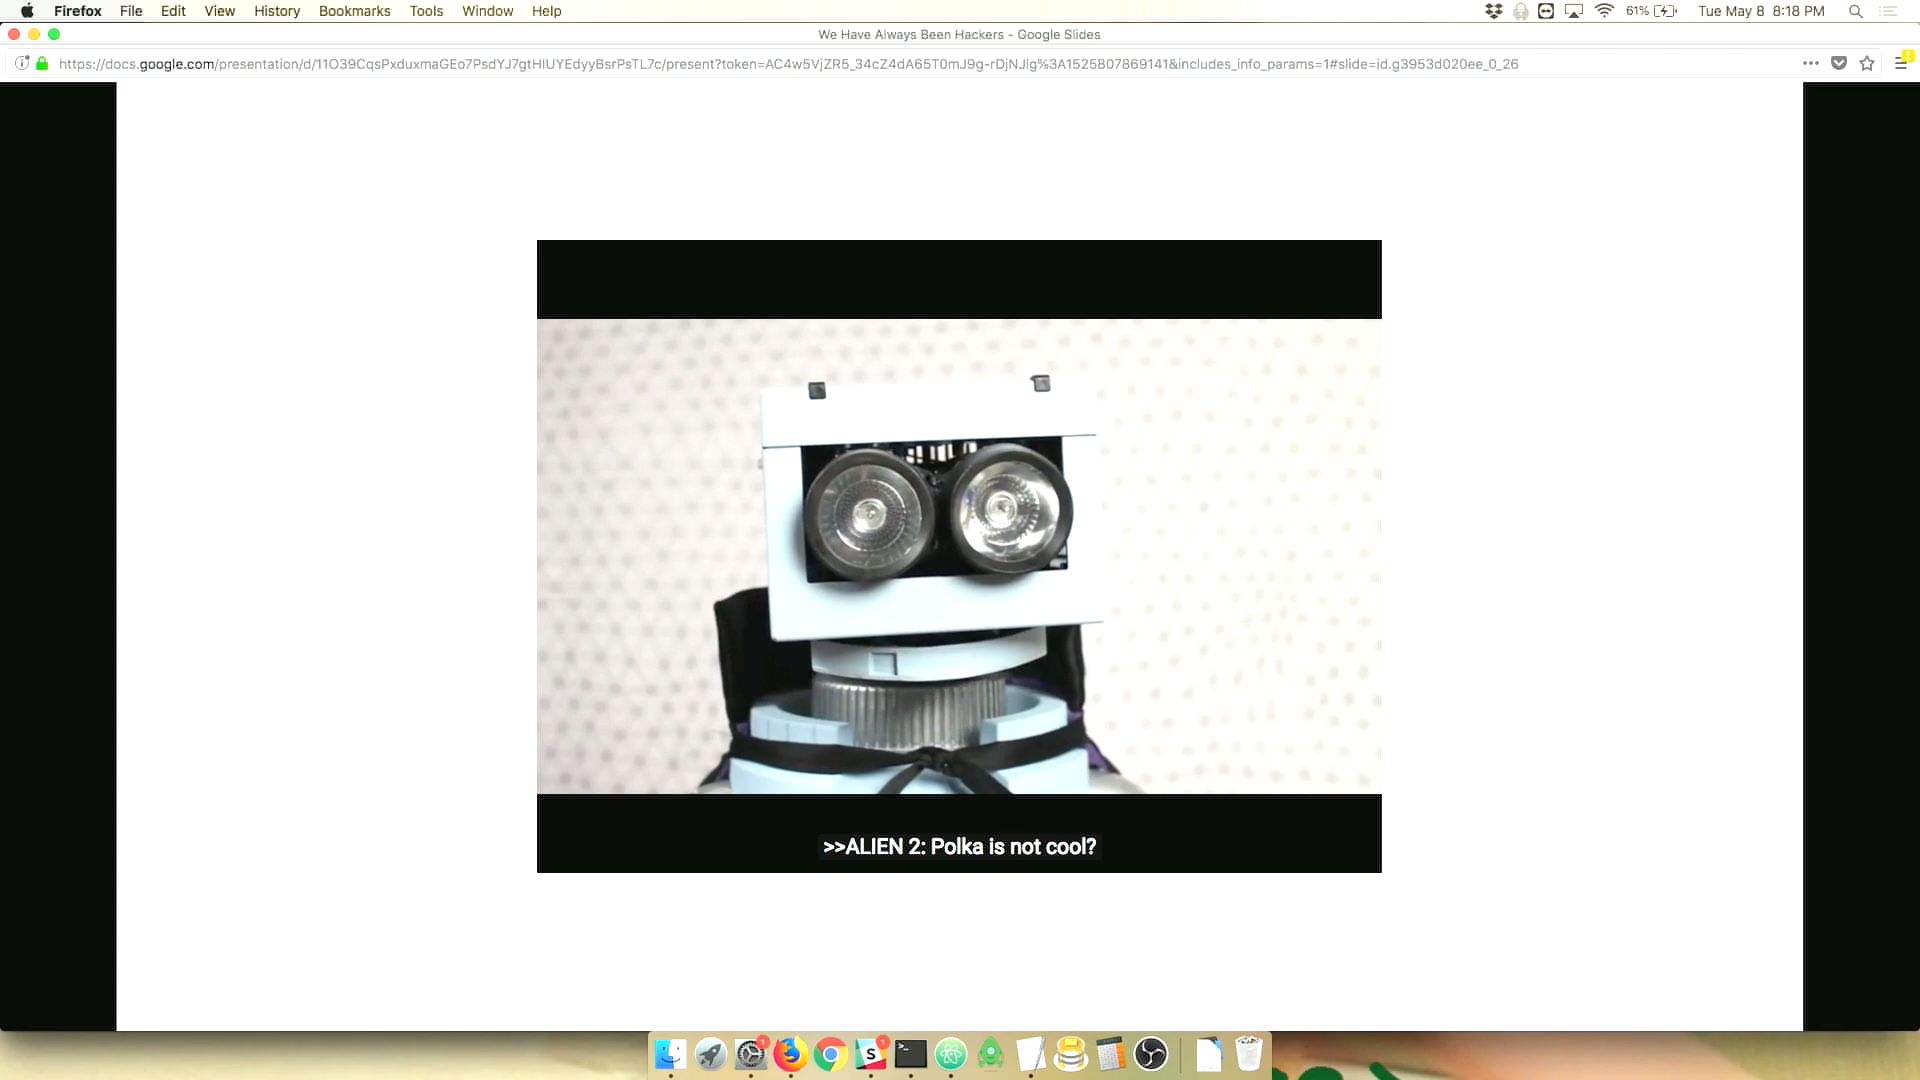 Firefox File Edit View History Bookmarks Tools Window Help 61% Tue May 8 8:18 PM
We Have Always Been Hackers - Google Slides
https://docs.google.com/presentation/d/11O39CqsPxduxmaGEo7PsdYJ7gtHIUYEdyyBsrPsTL7c/present?token=AC4w5VjZR5_34cZ4dA65T0mJ9g-rDjNJlg%3A1525807869141&includes_info_params=1#slide=id.g3953d020ee_0_26
>>ALIEN 2: Polka is not cool?